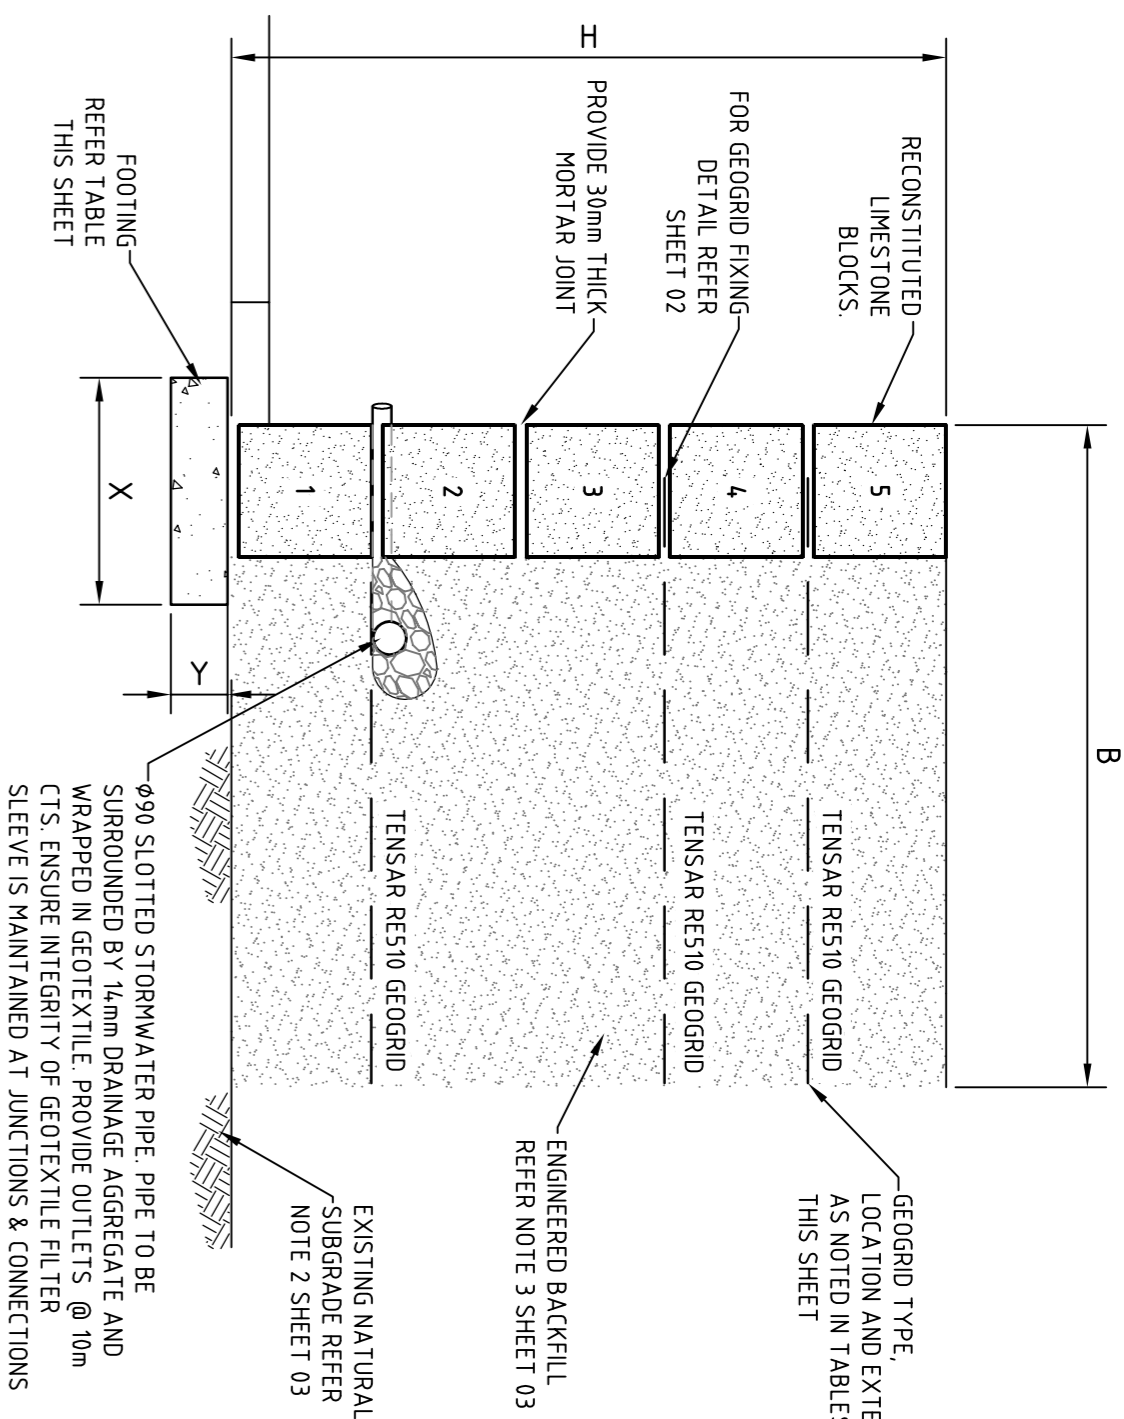 H
B
RECONSTITUTED
LIMESTONE
BLOCKS.
FOR GEOGRID FIXING
DETAIL REFER
SHEET 02
PROVIDE 30mm THICK
MORTAR JOINT
FOOTING
REFER TABLE
THIS SHEET
5
4
3
2
1
X
Y
TENSAR RE510 GEOGRID
TENSAR RE510 GEOGRID
TENSAR RE510 GEOGRID
GEOGRID TYPE,
LOCATION AND EXTE
AS NOTED IN TABLES
THIS SHEET
ENGINEERED BACKFILL
REFER NOTE 3 SHEET 03
EXISTING NATURAL
SUBGRADE REFER
NOTE 2 SHEET 03
φ90 SLOTTED STORMWATER PIPE. PIPE TO BE
SURROUNDED BY 14mm DRAINAGE AGGREGATE AND
WRAPPED IN GEOTEXTILE. PROVIDE OUTLETS @ 10m
CTS. ENSURE INTEGRITY OF GEOTEXTILE FILTER
SLEEVE IS MAINTAINED AT JUNCTIONS & CONNECTIONS